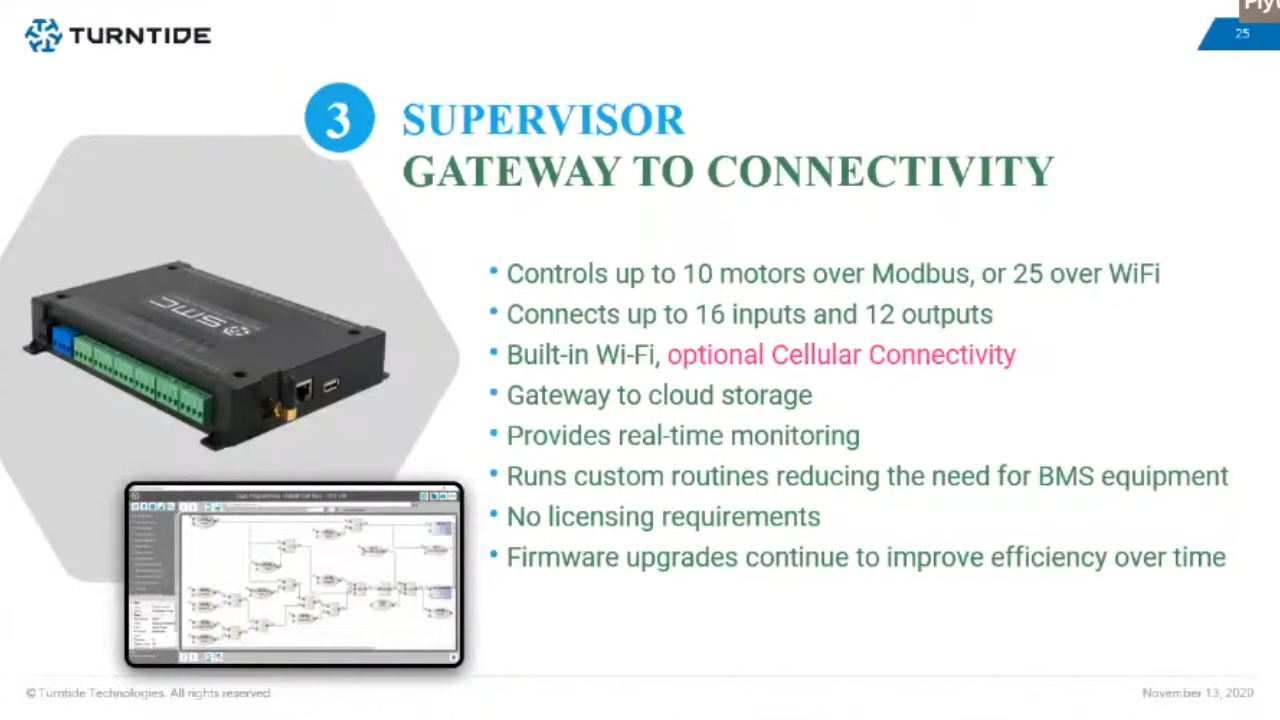 TURNTIDE
25
3
SUPERVISOR
GATEWAY TO CONNECTIVITY
• Controls up to 10 motors over Modbus, or 25 over WiFi
• Connects up to 16 inputs and 12 outputs
• Built-in Wi-Fi, optional Cellular Connectivity
• Gateway to cloud storage
• Provides real-time monitoring
• Runs custom routines reducing the need for BMS equipment
• No licensing requirements
• Firmware upgrades continue to improve efficiency over time
SMC
© Turntide Technologies. All rights reserved
November 13, 2020